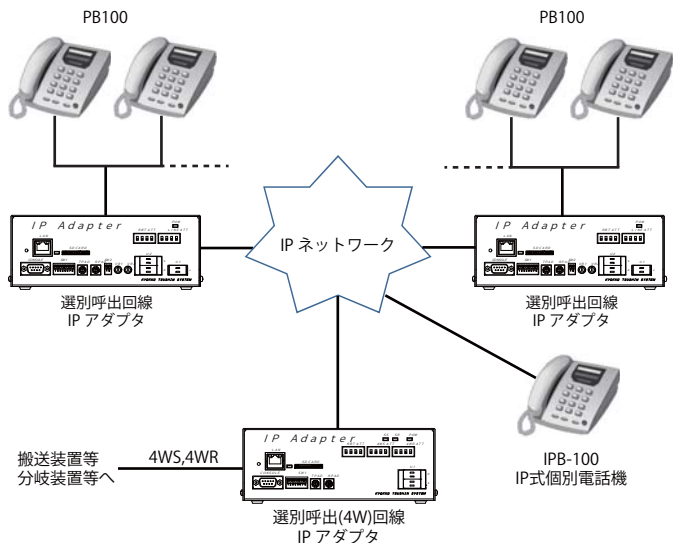 PB100
PB100
IP Adapter
LAN
IP Adapter
LAN
IP ネットワーク
選別呼出回線
IP アダプタ
選別呼出回線
IP アダプタ
IP Adapter
LAN
搬送装置等
分岐装置等へ
4WS,4WR
IPB-100
IP式個別電話機
選別呼出(4W)回線
IP アダプタ